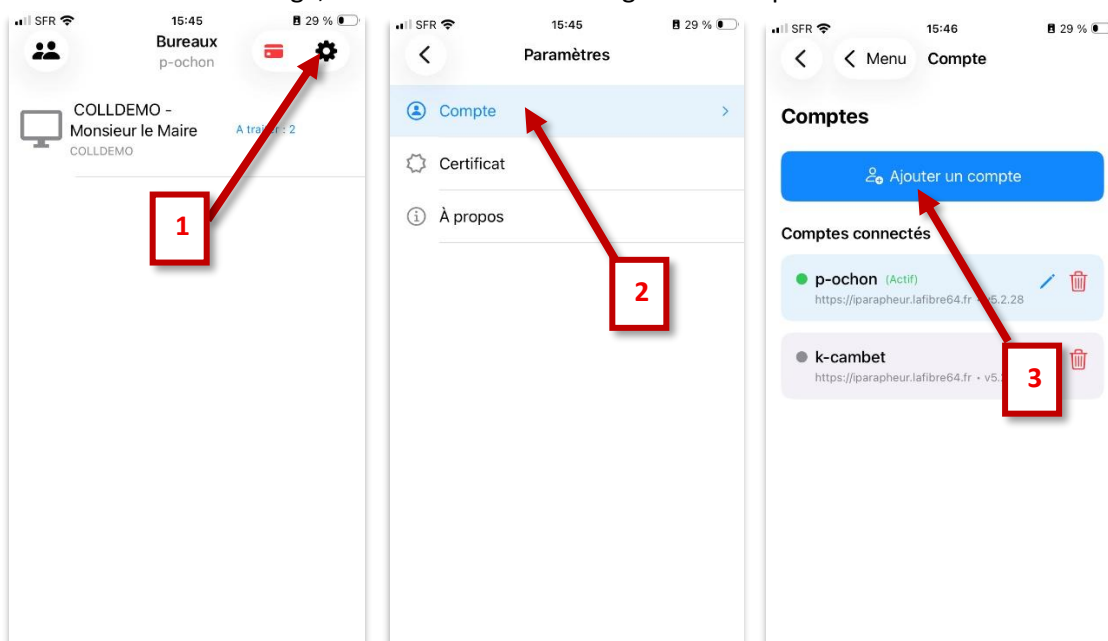 SFR 15:45 29 %
Bureaux
p-ochon
COLLDEMO -
Monsieur le Maire
COLLDEMO
1
SFR 15:45 29 %
Paramètres
Compte
Certificat
À propos
2
SFR 15:46 29 %
Menu Compte
Comptes
Ajouter un compte
Comptes connectés
p-ochon (Actif)
https://iparapheur.lafibre64.fr
k-cambet
https://iparapheur.lafibre64.fr
3